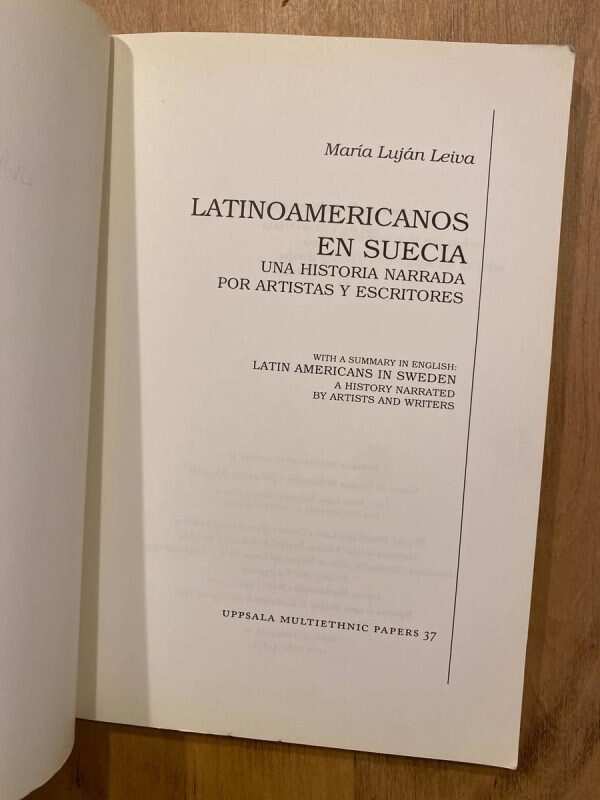 María Luján Leiva
LATINOAMERICANOS
EN SUECIA
UNA HISTORIA NARRADA
POR ARTISTAS Y ESCRITORES
WITH A SUMMARY IN ENGLISH:
LATIN AMERICANS IN SWEDEN
A HISTORY NARRATED
BY ARTISTS AND WRITERS
UPPSALA MULTIETHNIC PAPERS 37